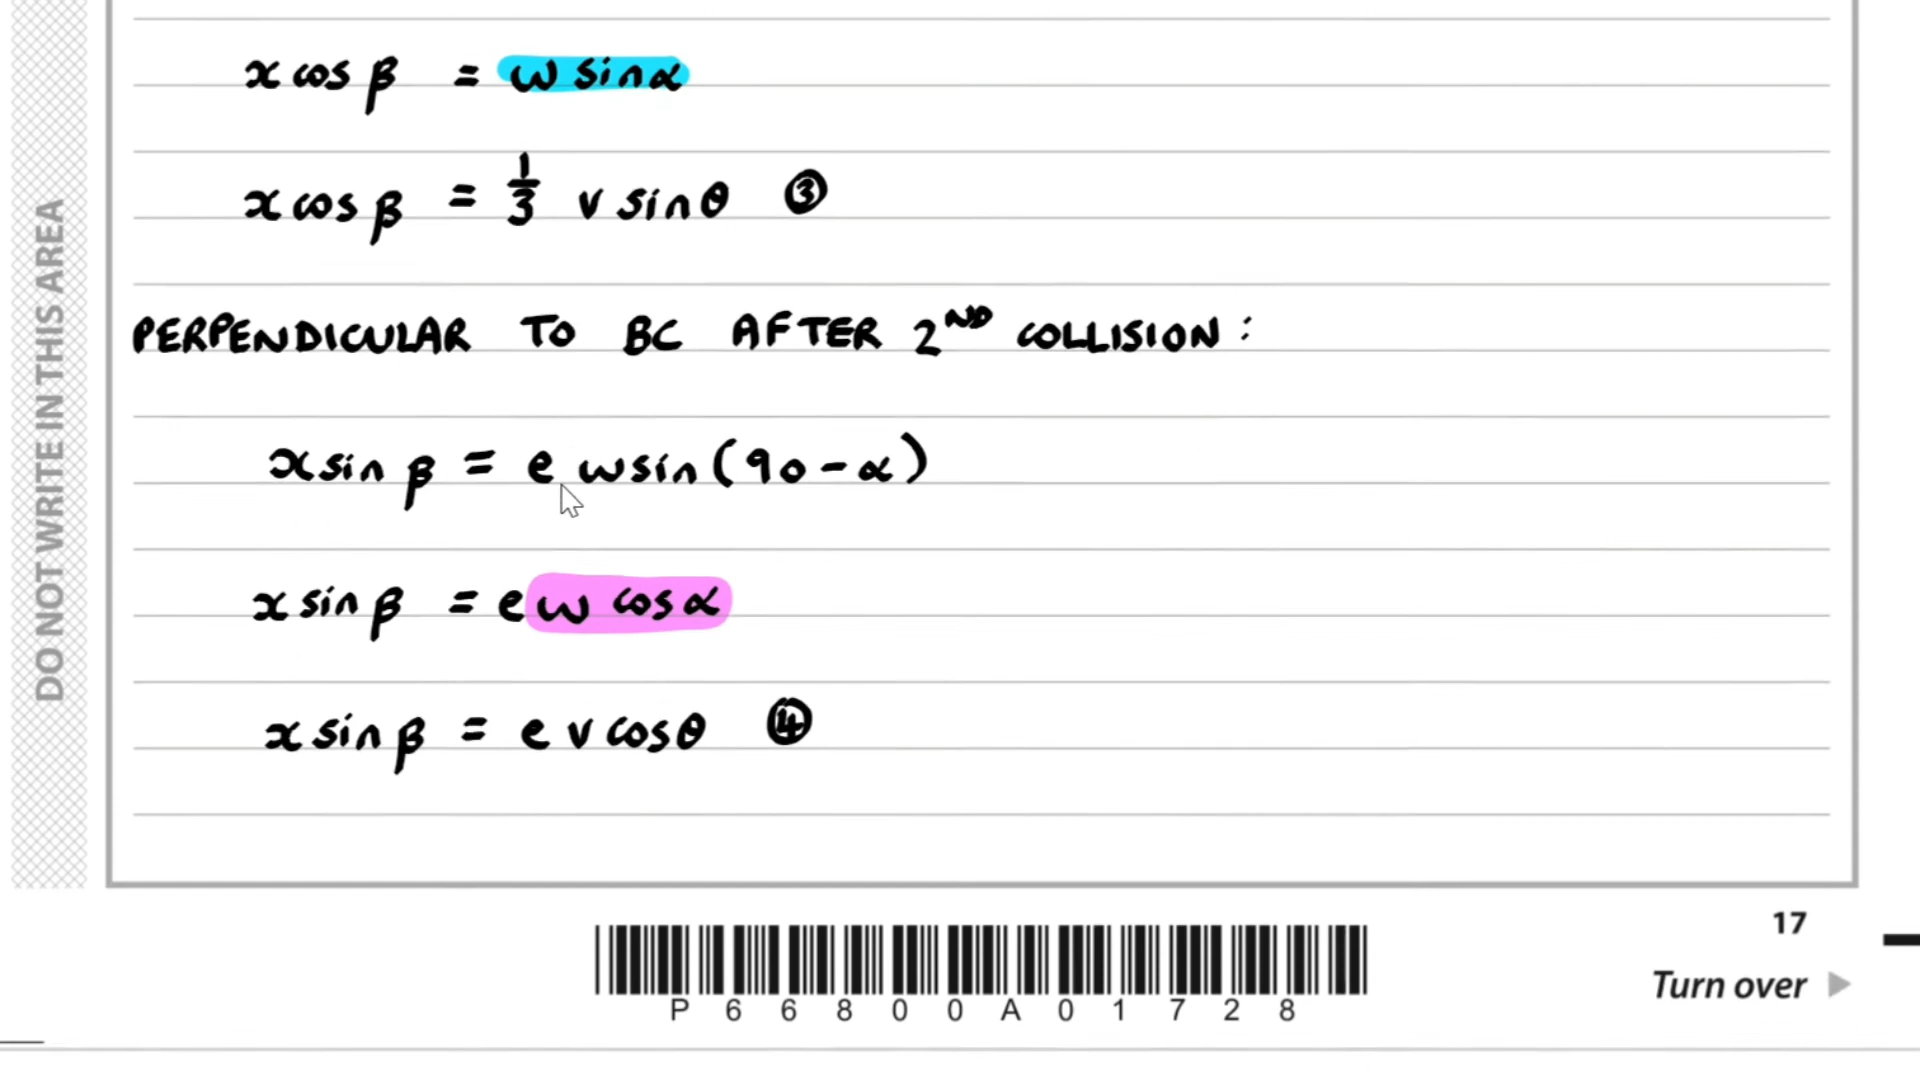 x cos β = w sin α
x cos β = 1/3 v sin θ ③
PERPENDICULAR TO BC AFTER 2ND COLLISION:
x sin β = e w sin (90 - α)
x sin β = e w cos α
x sin β = e v cos θ ④
DO NOT WRITE IN THIS AREA
17
P 6 6 8 0 0 A 0 1 7 2 8
Turn over